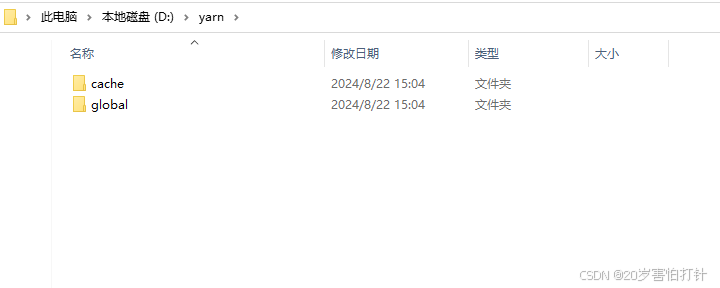 此电脑 > 本地磁盘 (D:) > yarn >
名称 修改日期 类型 大小
cache 2024/8/22 15:04 文件夹
global 2024/8/22 15:04 文件夹
CSDN @20岁害怕打针